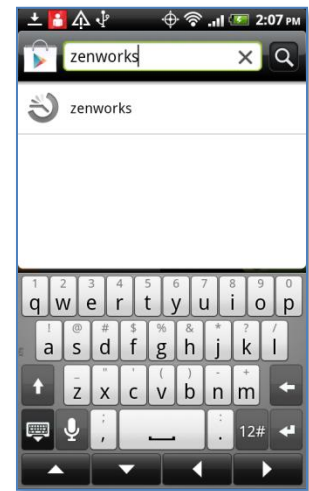 2:07 PM
zenworks
zenworks
1 2 3 4 5 6 7 8 9 0
q w e r t y u i o p
! @ # $ % & * ? /
a s d f g h j k l
_ " ' ( ) - +
z x c v b n m
; :
, . 12#